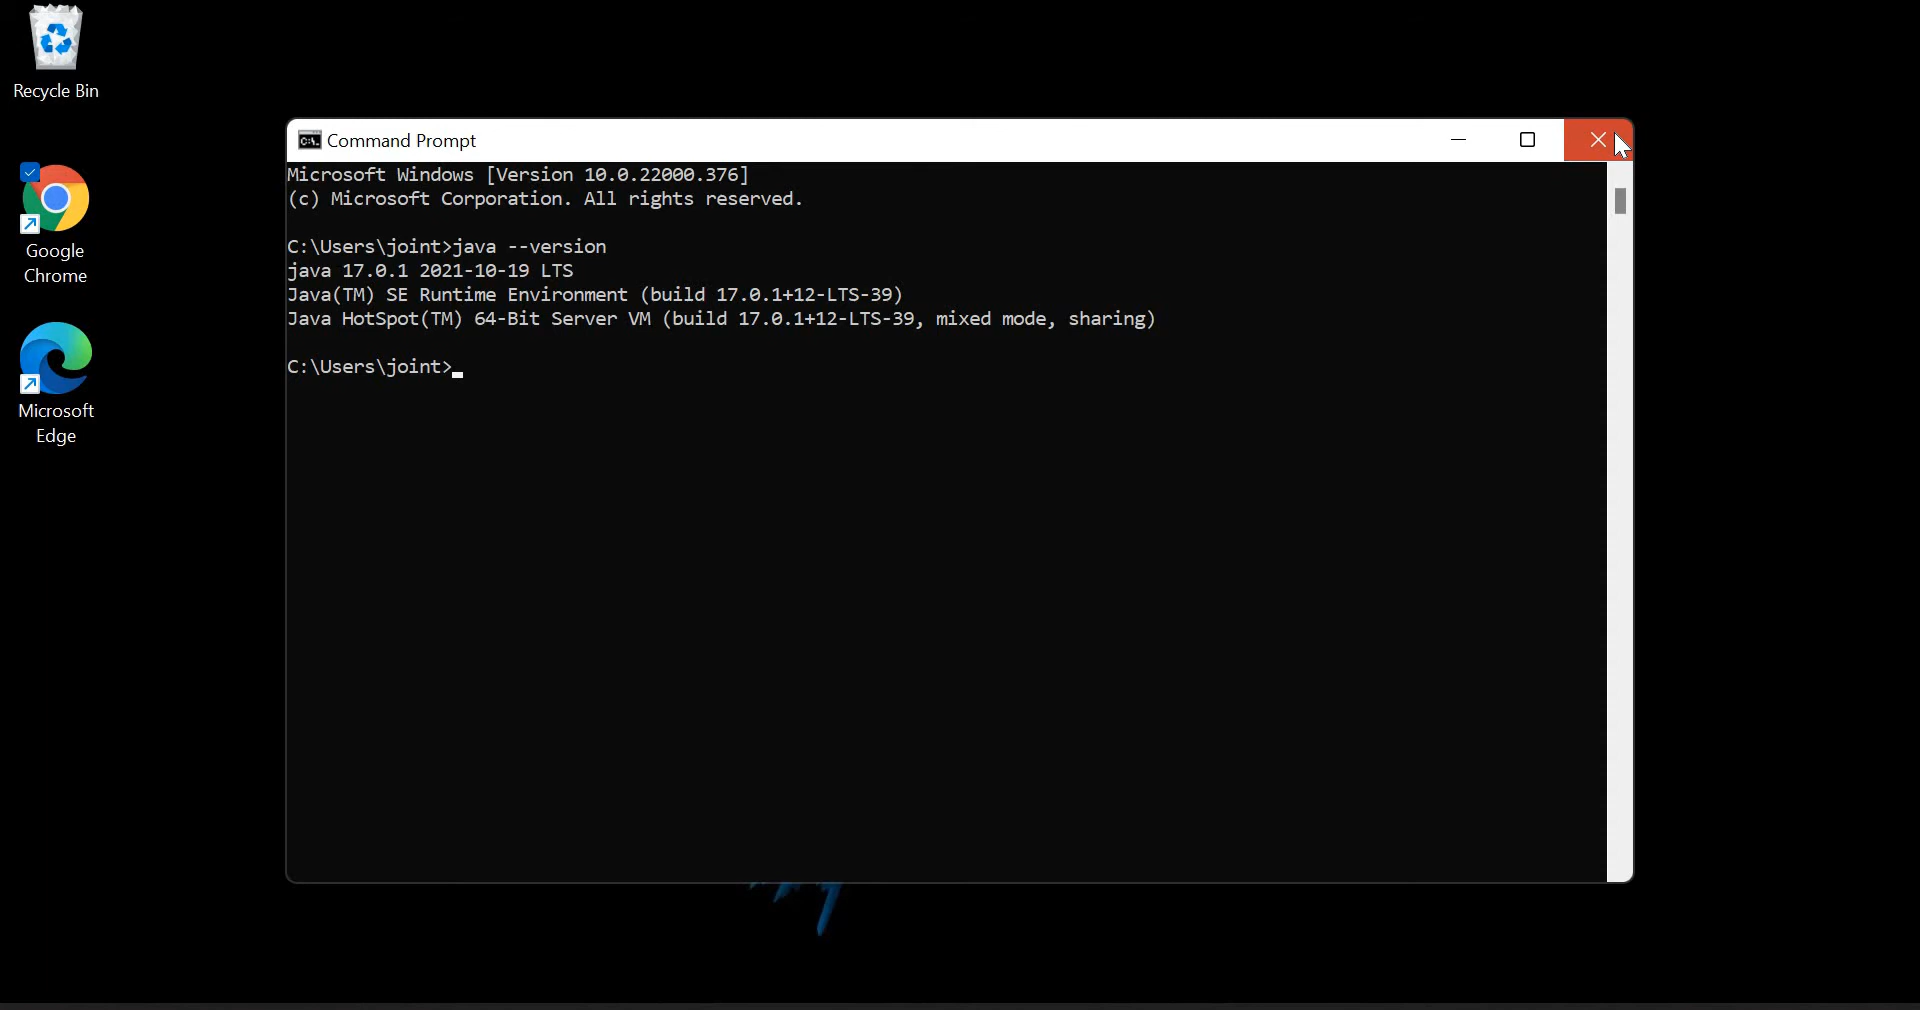 Recycle Bin
Google
Chrome
Microsoft
Edge
Command Prompt
Microsoft Windows [Version 10.0.22000.376]
(c) Microsoft Corporation. All rights reserved.
C:\Users\joint>java --version
java 17.0.1 2021-10-19 LTS
Java(TM) SE Runtime Environment (build 17.0.1+12-LTS-39)
Java HotSpot(TM) 64-Bit Server VM (build 17.0.1+12-LTS-39, mixed mode, sharing)
C:\Users\joint>